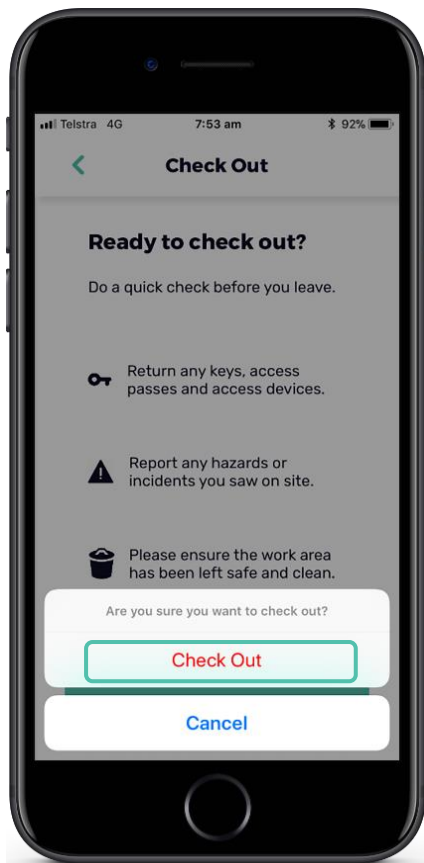 Telstra 4G 7:53 am 92%
Check Out
Ready to check out?
Do a quick check before you leave.
Return any keys, access
passes and access devices.
Report any hazards or
incidents you saw on site.
Please ensure the work area
has been left safe and clean.
Are you sure you want to check out?
Check Out
Cancel